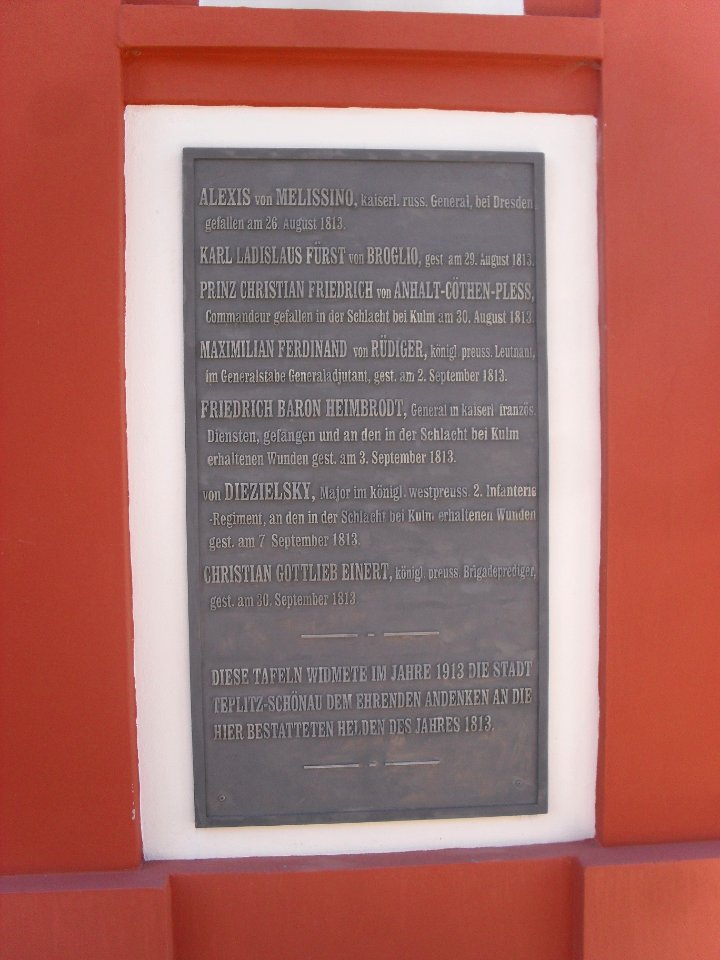 ALEXIS von MELISSINO, kaiserl. russ. General, bei Dresden
gefallen am 26. August 1813.
KARL LADISLAUS FÜRST von BROGLIO, gest. am 29. August 1813.
PRINZ CHRISTIAN FRIEDRICH von ANHALT-CÖTHEN-PLESS,
Commandeur gefallen in der Schlacht bei Kulm am 30. August 1813.
MAXIMILIAN FERDINAND von RÜDIGER, königl. preuss. Leutnant,
im Generalstabe Generaladjutant, gest. am 2. September 1813.
FRIEDRICH BARON HEIMBRODT, General in kaiserl. französ.
Diensten, gefangen und an den in der Schlacht bei Kulm
erhaltenen Wunden gest. am 3. September 1813.
von DIEZIELSKY, Major im königl. westpreuss. 2. Infanterie
-Regiment, an den in der Schlacht bei Kulm erhaltenen Wunden
gest. am 7 September 1813.
CHRISTIAN GOTTLIEB EINERT, königl. preuss. Brigadeprediger,
gest. am 30. September 1813
DIESE TAFELN WIDMETE IM JAHRE 1913 DIE STADT
TEPLITZ-SCHÖNAU DEM EHRENDEN ANDENKEN AN DIE
HIER BESTATTETEN HELDEN DES JAHRES 1813.